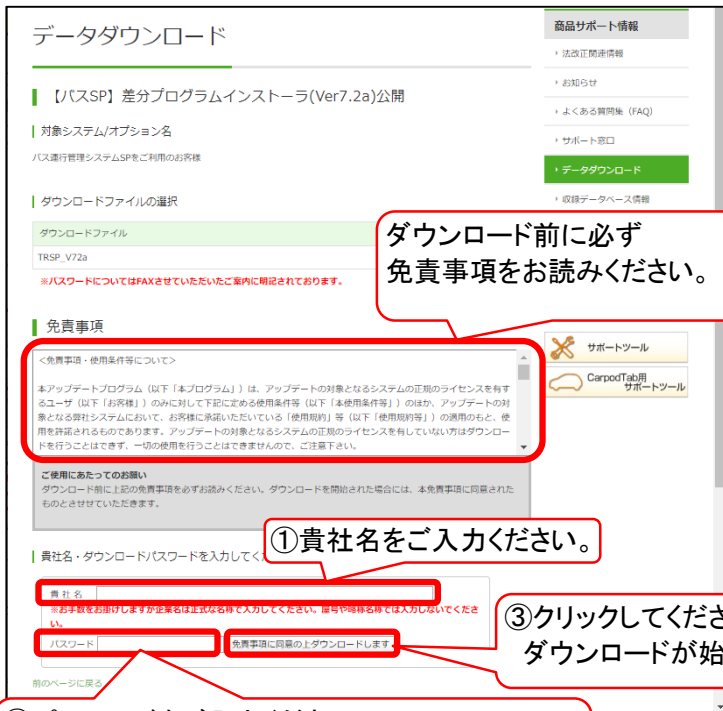 データダウンロード
【バスSP】差分プログラムインストーラ(Ver7.2a)公開
対象システム/オプション名
バス運行管理システムSPをご利用のお客様
ダウンロードファイルの選択
ダウンロードファイル
TRSP_V72a
※パスワードについてはFAXさせていただいたご案内に明記されております。
ダウンロード前に必ず
免責事項をお読みください。
免責事項
<免責事項・使用条件等について>
本アップデートプログラム（以下「本プログラム」）は、アップデートの対象となるシステムの正規のライセンスを有す
るユーザ（以下「お客様」）のみに対して下記に定める使用条件等（以下「本使用条件等」）のほか、アップデートの対
象となる弊社システムにおいて、お客様に承諾いただいている「使用規約」等（以下「使用規約等」）の適用のもと、使
用を許諾されるものであります。アップデートの対象となるシステムの正規のライセンスを有していない方はダウンロー
ドを行うことはできず、一切の使用を行うことはできませんので、ご注意下さい。
ご使用にあたってのお願い
ダウンロード前に上記の免責事項を必ずお読みください。ダウンロードを開始された場合には、本免責事項に同意された
ものとさせていただきます。
①貴社名をご入力ください。
貴社名・ダウンロードパスワードを入力してく
貴 社 名
※お手数をお掛けしますが企業名は正式な名称で入力してください。屋号や略称名称では入力しないでくださ
い。
パスワード
免責事項に同意の上ダウンロードします
③クリックしてくださ
ダウンロードが始
前のページに戻る
商品サポート情報
法改正関連情報
お知らせ
よくある質問集（FAQ）
サポート窓口
データダウンロード
収録データベース情報
サポートツール
CarpodTab用
サポートツール